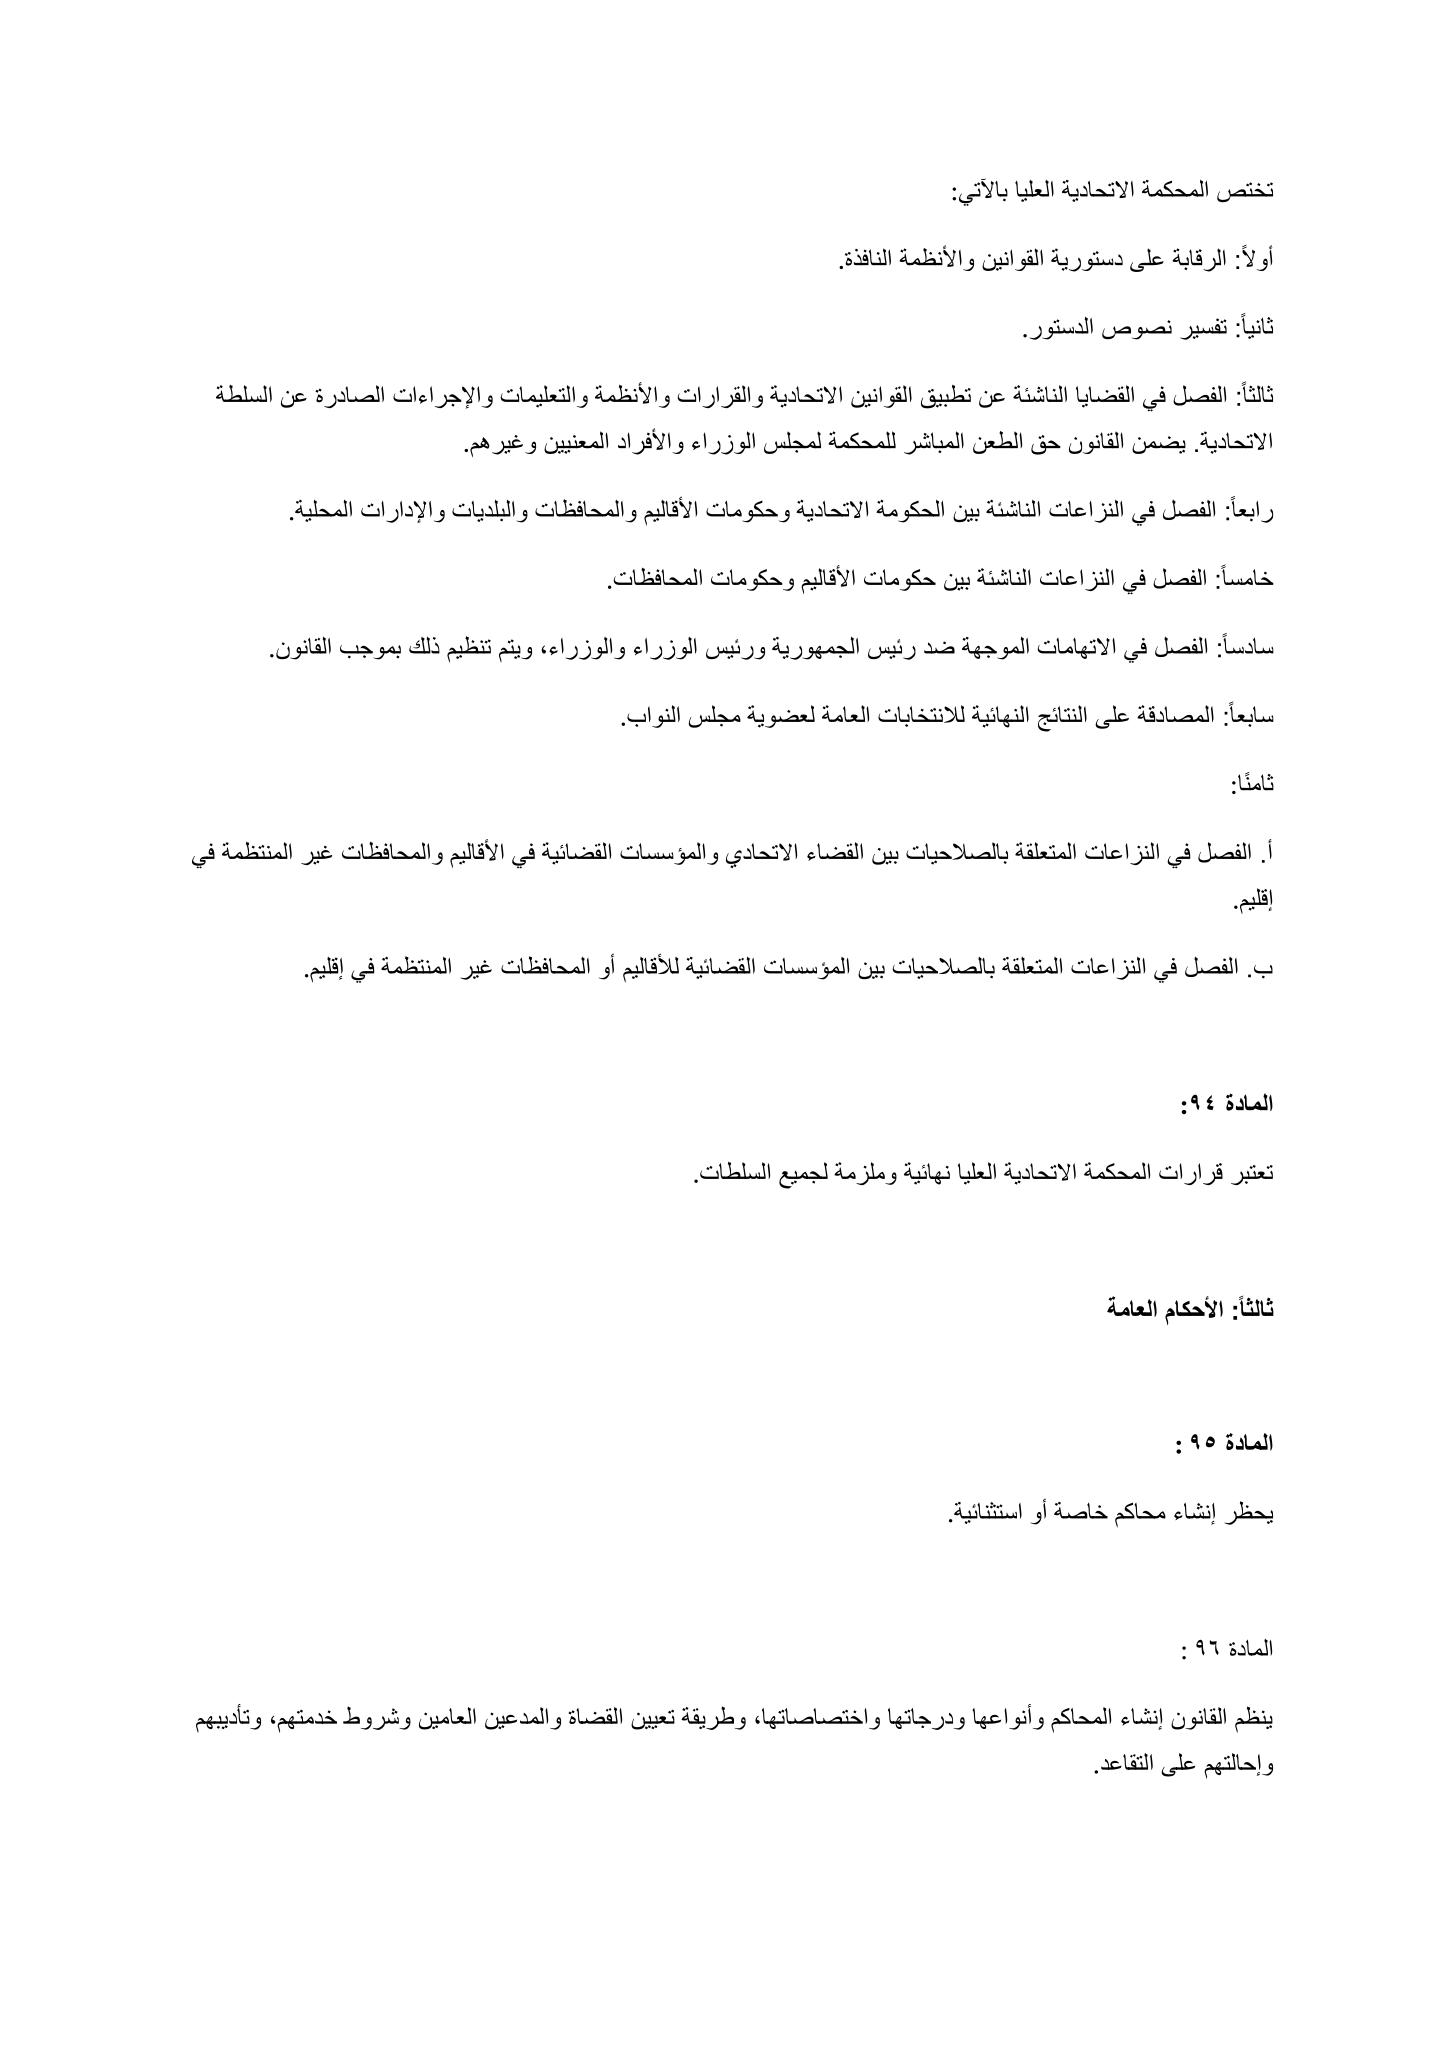 تختص المحكمة الاتحادية العليا بالآتي:
أولاً: الرقابة على دستورية القوانين والأنظمة النافذة.
ثانياً: تفسير نصوص الدستور.
ثالثاً: الفصل في القضايا الناشئة عن تطبيق القوانين الاتحادية والقرارات والأنظمة والتعليمات والإجراءات الصادرة عن السلطة
الاتحادية. يضمن القانون حق الطعن المباشر للمحكمة لمجلس الوزراء والأفراد المعنيين وغيرهم.
رابعاً: الفصل في النزاعات الناشئة بين الحكومة الاتحادية وحكومات الأقاليم والمحافظات والبلديات والإدارات المحلية.
خامساً: الفصل في النزاعات الناشئة بين حكومات الأقاليم وحكومات المحافظات.
سادساً: الفصل في الاتهامات الموجهة ضد رئيس الجمهورية ورئيس الوزراء والوزراء، ويتم تنظيم ذلك بموجب القانون.
سابعاً: المصادقة على النتائج النهائية للانتخابات العامة لعضوية مجلس النواب.
ثامنًا:
أ. الفصل في النزاعات المتعلقة بالصلاحيات بين القضاء الاتحادي والمؤسسات القضائية في الأقاليم والمحافظات غير المنتظمة في
إقليم.
ب. الفصل في النزاعات المتعلقة بالصلاحيات بين المؤسسات القضائية للأقاليم أو المحافظات غير المنتظمة في إقليم.
المادة ٩٤:
تعتبر قرارات المحكمة الاتحادية العليا نهائية وملزمة لجميع السلطات.
ثالثاً: الأحكام العامة
المادة ٩٥ :
يحظر إنشاء محاكم خاصة أو استثنائية.
المادة ٩٦ :
ينظم القانون إنشاء المحاكم وأنواعها ودرجاتها واختصاصاتها، وطريقة تعيين القضاة والمدعين العامين وشروط خدمتهم، وتأديبهم
وإحالتهم على التقاعد.